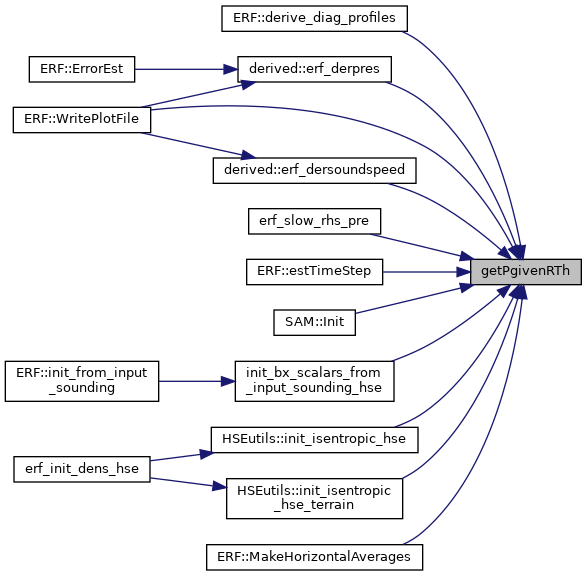 ERF::derive_diag_profiles
ERF::ErrorEst
derived::erf_derpres
ERF::WritePlotFile
derived::erf_dersoundspeed
erf_slow_rhs_pre
getPgivenRTh
ERF::estTimeStep
SAM::Init
ERF::init_from_input
_sounding
init_bx_scalars_from
_input_sounding_hse
HSEutils::init_isentropic_hse
erf_init_dens_hse
HSEutils::init_isentropic
_hse_terrain
ERF::MakeHorizontalAverages